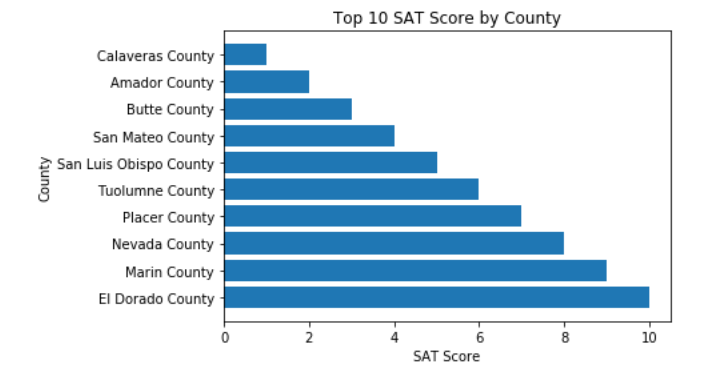 Top 10 SAT Score by County
Calaveras County
Amador County
Butte County
San Mateo County
San Luis Obispo County
Tuolumne County
Placer County
Nevada County
Marin County
El Dorado County
County
0 2 4 6 8 10
SAT Score